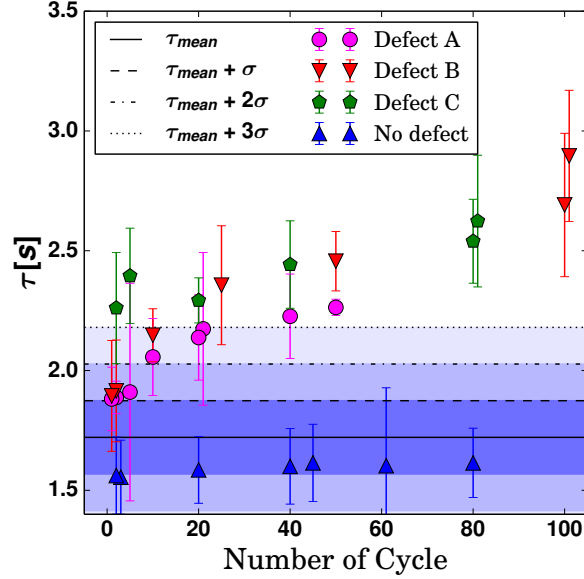 3.5
3.0
2.5
2.0
1.5
τ[s]
τmean
τmean + σ
τmean + 2σ
τmean + 3σ
Defect A
Defect B
Defect C
No defect
0 20 40 60 80 100
Number of Cycle